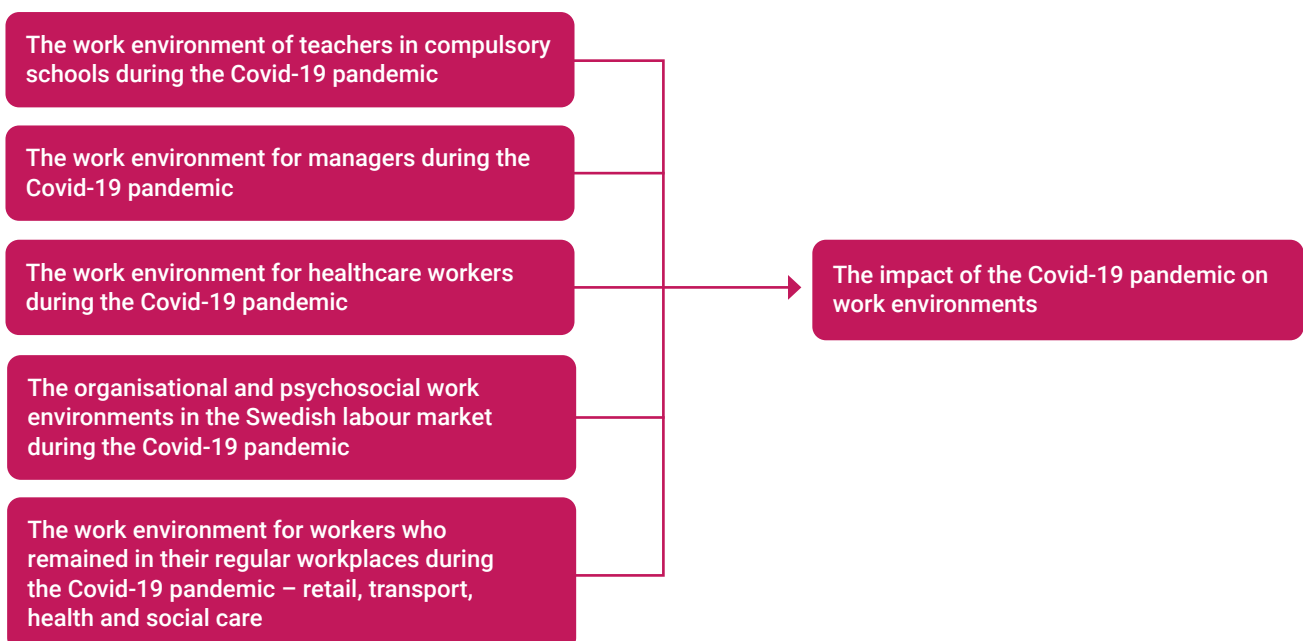 The work environment of teachers in compulsory
schools during the Covid-19 pandemic
The work environment for managers during the
Covid-19 pandemic
The work environment for healthcare workers
during the Covid-19 pandemic
The organisational and psychosocial work
environments in the Swedish labour market
during the Covid-19 pandemic
The work environment for workers who
remained in their regular workplaces during
the Covid-19 pandemic – retail, transport,
health and social care
The impact of the Covid-19 pandemic on
work environments